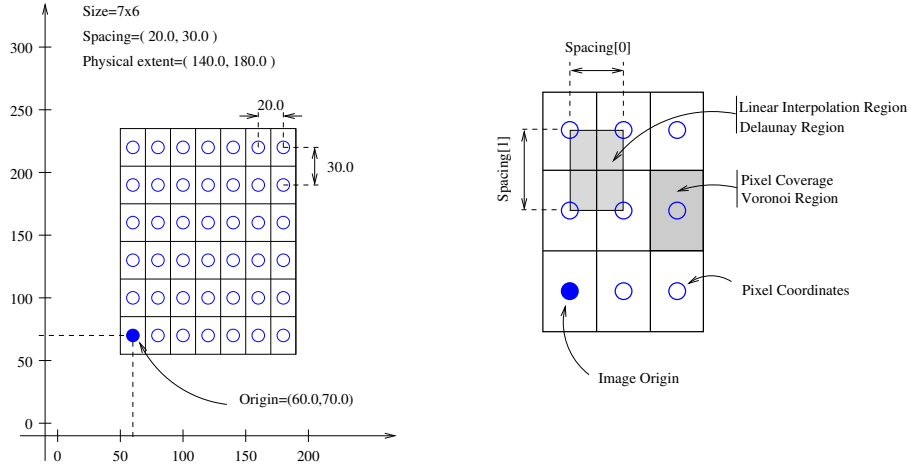 Size=7x6
Spacing=( 20.0, 30.0 )
Physical extent=( 140.0, 180.0 )
300
250
200
150
100
50
0
0
50
100
150
200
20.0
30.0
Origin=(60.0,70.0)
Spacing[0]
Spacing[1]
Linear Interpolation Region
Delaunay Region
Pixel Coverage
Voronoi Region
Pixel Coordinates
Image Origin